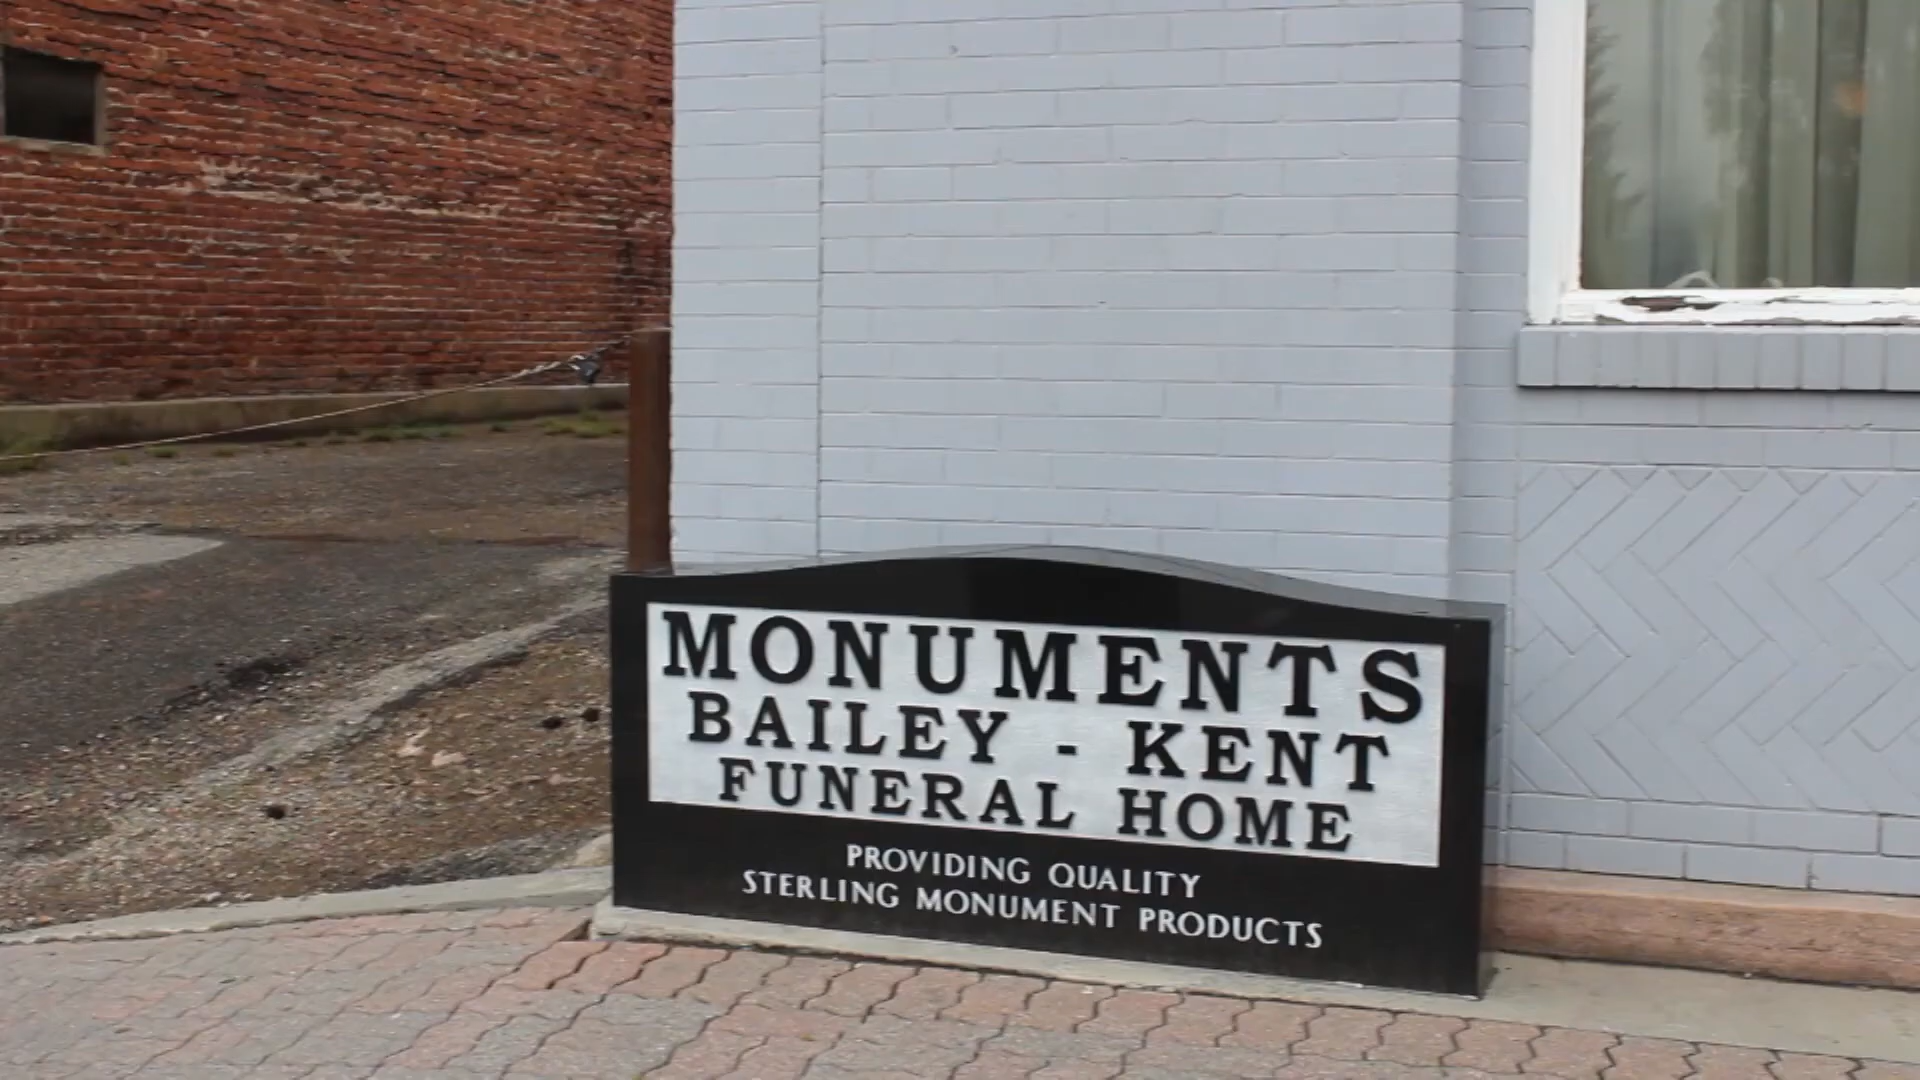 MONUMENTS
BAILEY - KENT
FUNERAL HOME
PROVIDING QUALITY
STERLING MONUMENT PRODUCTS